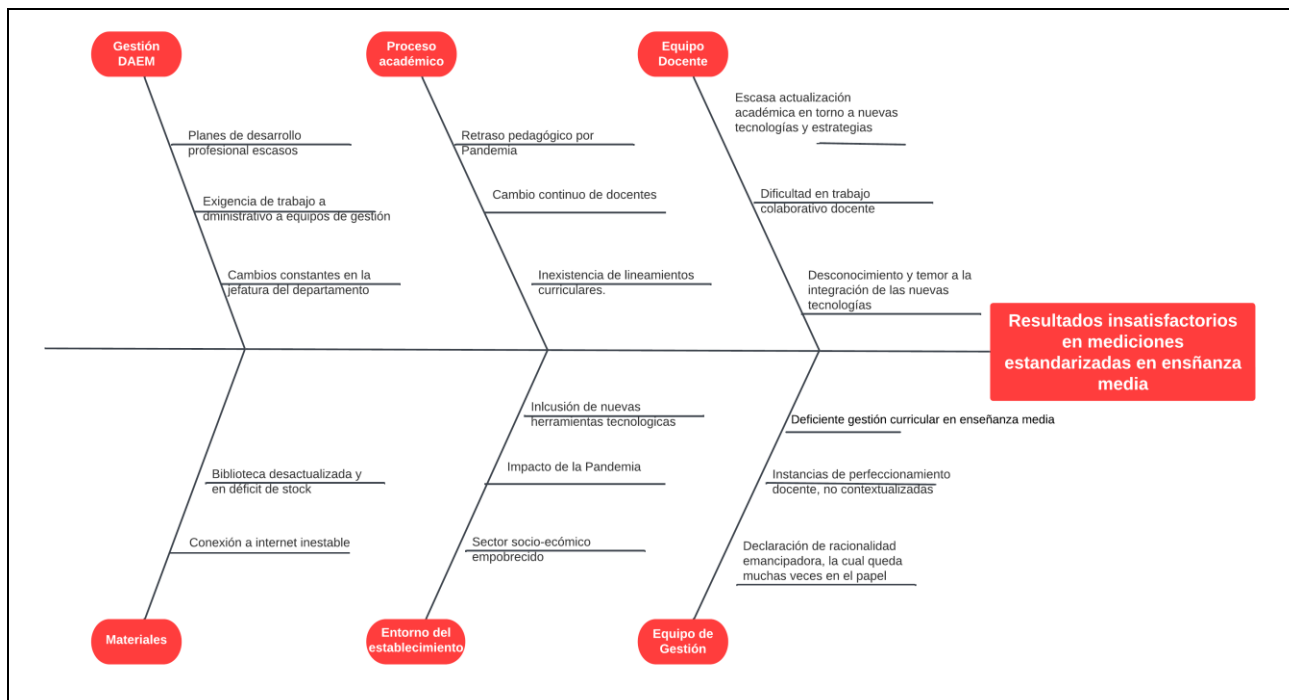 Gestión
DAEM
Proceso
académico
Equipo
Docente
Planes de desarrollo
profesional escasos
Exigencia de trabajo a
dministrativo a equipos de gestión
Cambios constantes en la
jefatura del departamento
Retraso pedagógico por
Pandemia
Cambio continuo de docentes
Inexistencia de lineamientos
curriculares.
Escasa actualización
académica en torno a nuevas
tecnologías y estrategias
Dificultad en trabajo
colaborativo docente
Desconocimiento y temor a la
integración de las nuevas
tecnologías
Resultados insatisfactorios
en mediciones
estandarizadas en ensñanza
media
Biblioteca desactualizada y
en déficit de stock
Conexión a internet inestable
Inlcusión de nuevas
herramientas tecnologicas
Impacto de la Pandemia
Sector socio-ecómico
empobrecido
Deficiente gestión curricular en enseñanza media
Instancias de perfeccionamiento
docente, no contextualizadas
Declaración de racionalidad
emancipadora, la cual queda
muchas veces en el papel
Materiales
Entorno del
establecimiento
Equipo de
Gestión